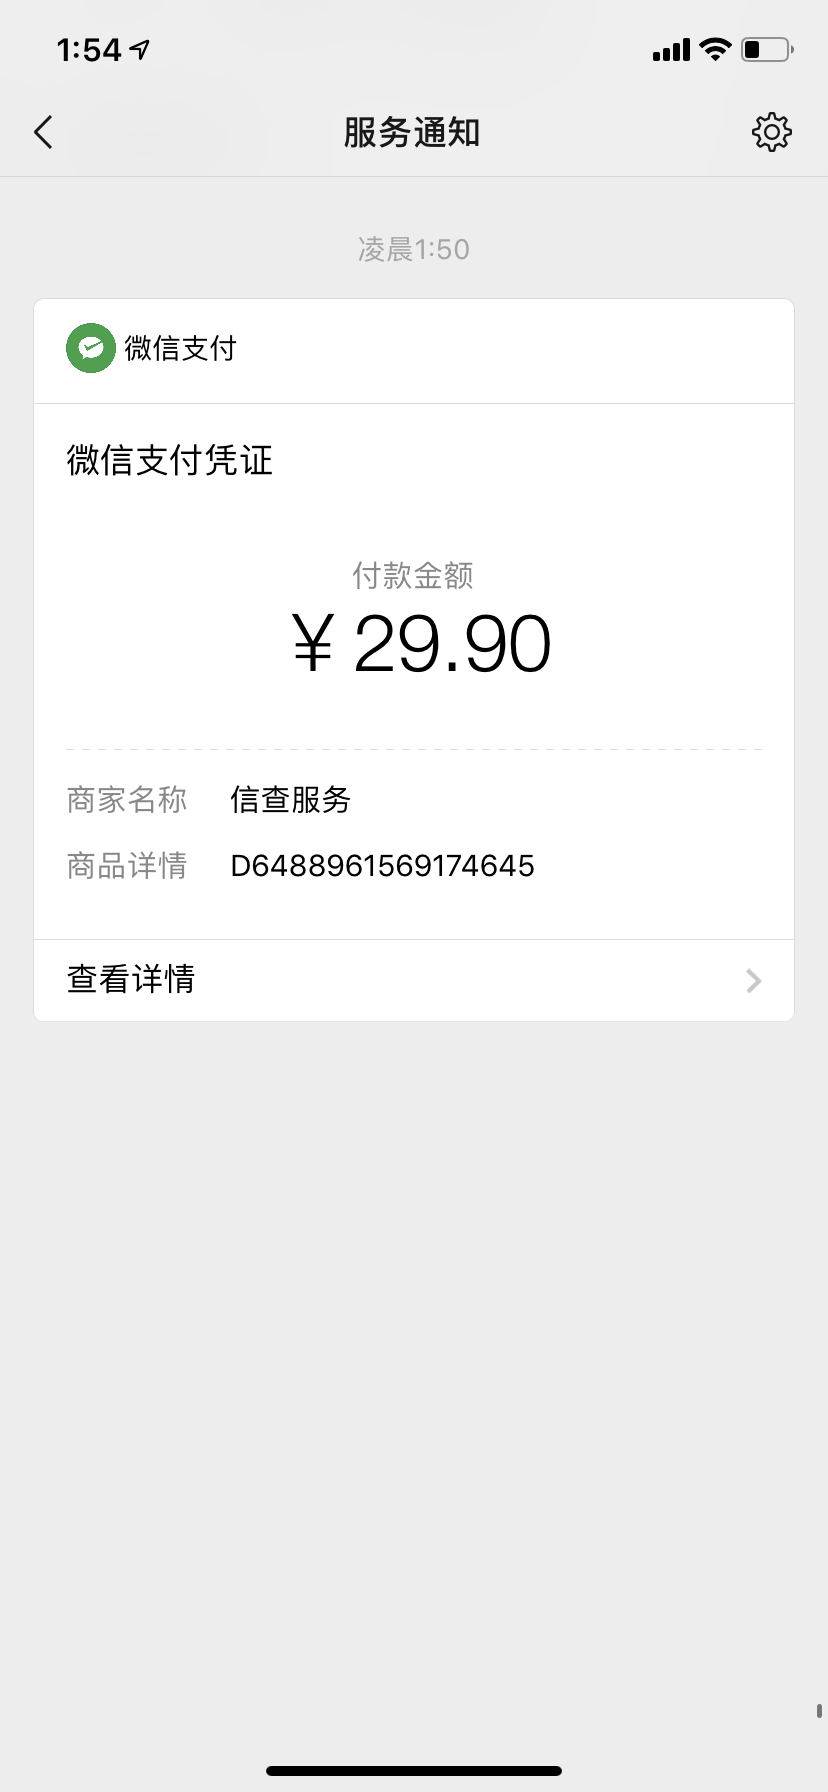 1:54
服务通知
凌晨1:50
微信支付
微信支付凭证
付款金额
¥ 29.90
商家名称 信查服务
商品详情 D6488961569174645
查看详情